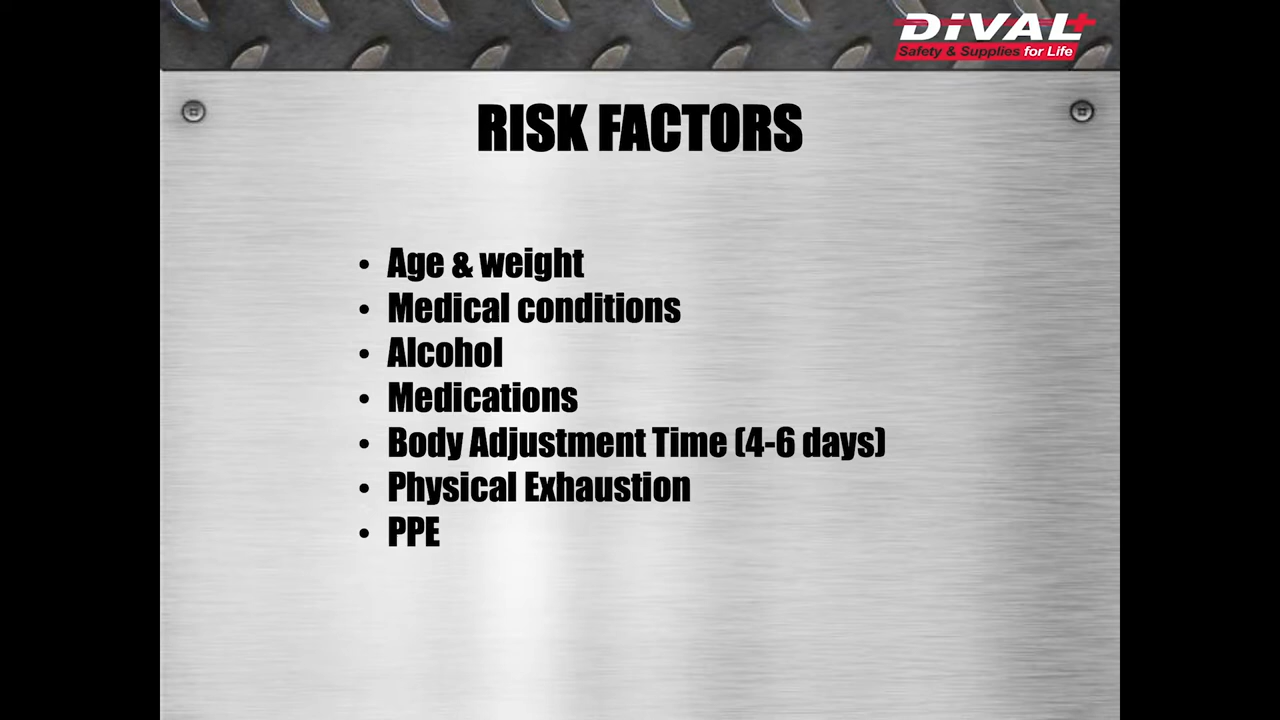 DiVAL
Safety & Supplies for Life
RISK FACTORS
• Age & weight
• Medical conditions
• Alcohol
• Medications
• Body Adjustment Time (4-6 days)
• Physical Exhaustion
• PPE